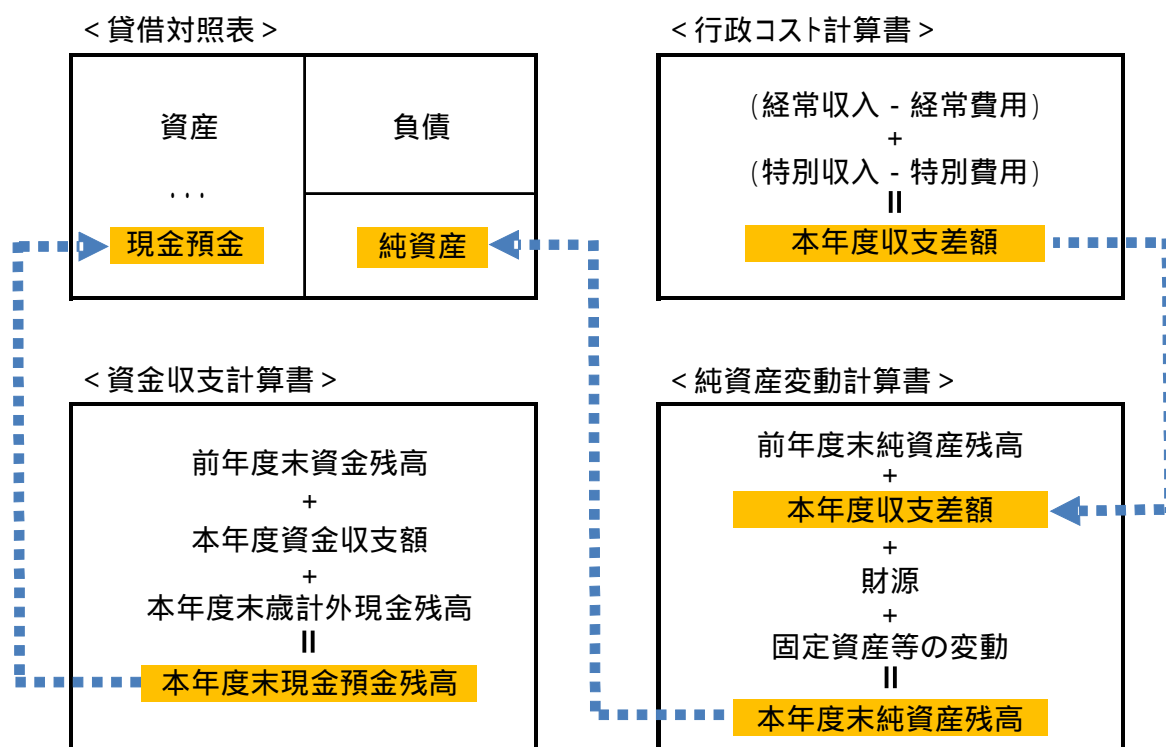 <貸借対照表>
資産
負債
...
現金預金
純資産
<行政コスト計算書>
(経常収入 - 経常費用)
+
(特別収入 - 特別費用)
=
本年度収支差額
<資金収支計算書>
前年度末資金残高
+
本年度資金収支額
+
本年度末歳計外現金残高
=
本年度末現金預金残高
<純資産変動計算書>
前年度末純資産残高
+
本年度収支差額
+
財源
+
固定資産等の変動
=
本年度末純資産残高